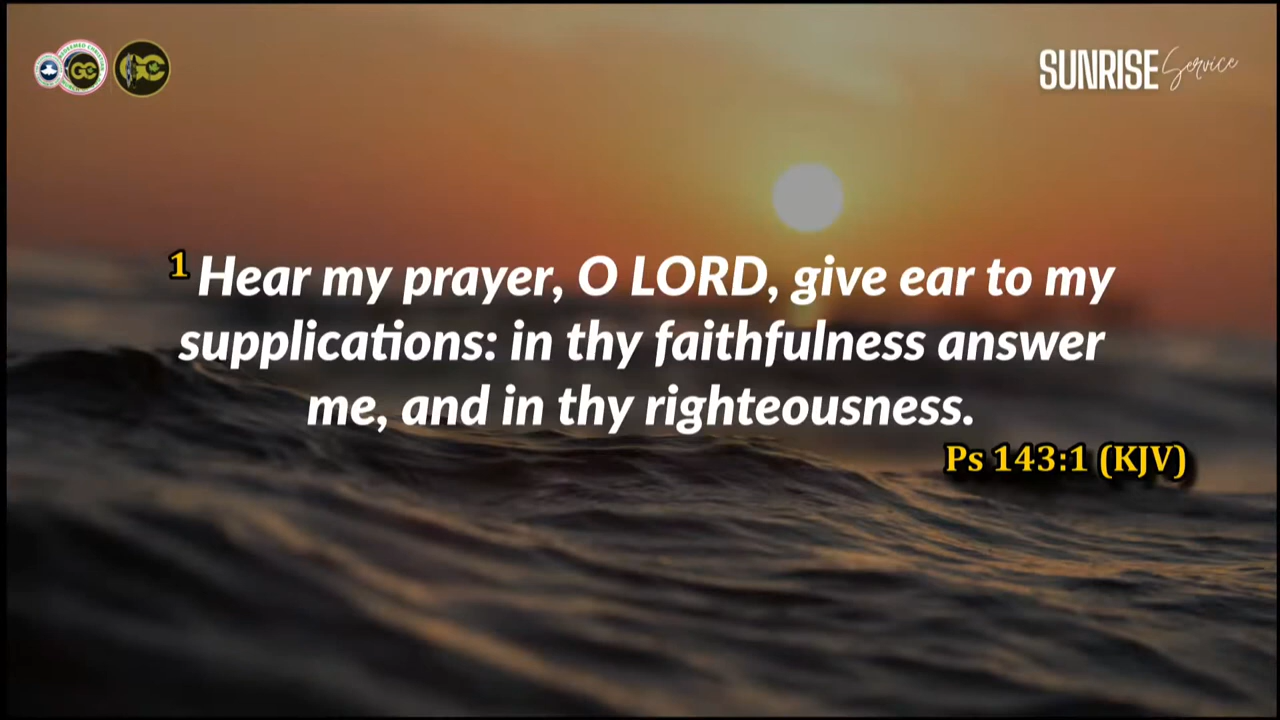 SUNRISE Service
1 Hear my prayer, O LORD, give ear to my
supplications: in thy faithfulness answer
me, and in thy righteousness.
Ps 143:1 (KJV)